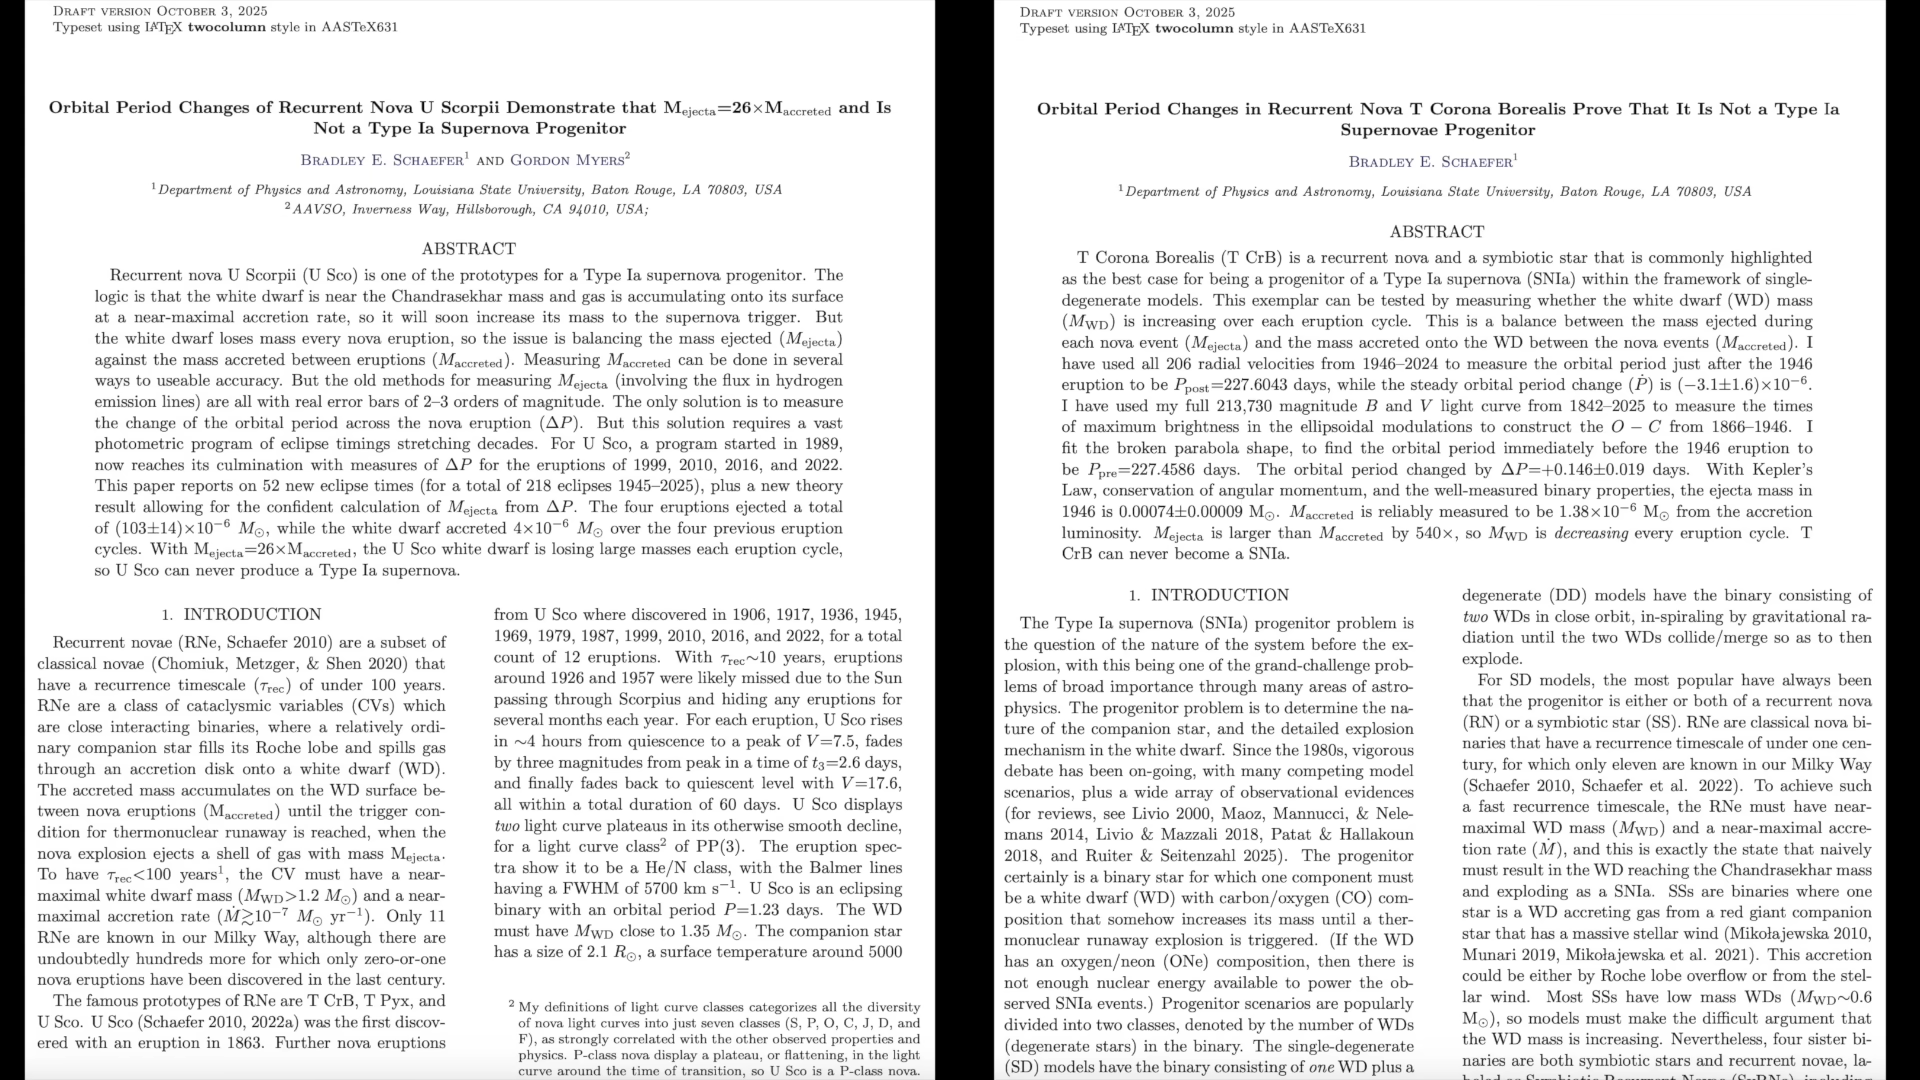 DRAFT VERSION OCTOBER 3, 2025
Typeset using LATEX twocolumn style in AASTeX631
Orbital Period Changes of Recurrent Nova U Scorpii Demonstrate that Mejecta=26×Maccreted and Is
Not a Type Ia Supernova Progenitor
BRADLEY E. SCHAEFER1 AND GORDON MYERS2
1Department of Physics and Astronomy, Louisiana State University, Baton Rouge, LA 70803, USA
2AAVSO, Inverness Way, Hillsborough, CA 94010, USA;
ABSTRACT
Recurrent nova U Scorpii (U Sco) is one of the prototypes for a Type Ia supernova progenitor. The
logic is that the white dwarf is near the Chandrasekhar mass and gas is accumulating onto its surface
at a near-maximal accretion rate, so it will soon increase its mass to the supernova trigger. But
the white dwarf loses mass every nova eruption, so the issue is balancing the mass ejected (Mejecta)
against the mass accreted between eruptions (Maccreted). Measuring Maccreted can be done in several
ways to useable accuracy. But the old methods for measuring Mejecta (involving the flux in hydrogen
emission lines) are all with real error bars of 2–3 orders of magnitude. The only solution is to measure
the change of the orbital period across the nova eruption (ΔP). But this solution requires a vast
photometric program of eclipse timings stretching decades. For U Sco, a program started in 1989,
now reaches its culmination with measures of ΔP for the eruptions of 1999, 2010, 2016, and 2022.
This paper reports on 52 new eclipse times (for a total of 218 eclipses 1945–2025), plus a new theory
result allowing for the confident calculation of Mejecta from ΔP. The four eruptions ejected a total
of (103±14)×10−6 M⊙, while the white dwarf accreted 4×10−6 M⊙ over the four previous eruption
cycles. With Mejecta=26×Maccreted, the U Sco white dwarf is losing large masses each eruption cycle,
so U Sco can never produce a Type Ia supernova.
1. INTRODUCTION
Recurrent novae (RNe, Schaefer 2010) are a subset of
classical novae (Chomiuk, Metzger, & Shen 2020) that
have a recurrence timescale (τrec) of under 100 years.
RNe are a class of cataclysmic variables (CVs) which
are close interacting binaries, where a relatively ordi-
nary companion star fills its Roche lobe and spills gas
through an accretion disk onto a white dwarf (WD).
The accreted mass accumulates on the WD surface be-
tween nova eruptions (Maccreted) until the trigger con-
dition for thermonuclear runaway is reached, when the
nova explosion ejects a shell of gas with mass Mejecta.
To have τrec<100 years1, the CV must have a near-
maximal white dwarf mass (MWD>1.2 M⊙) and a near-
maximal accretion rate (Ṁ≳10−7 M⊙ yr−1). Only 11
RNe are known in our Milky Way, although there are
undoubtedly hundreds more for which only zero-or-one
nova eruptions have been discovered in the last century.
The famous prototypes of RNe are T CrB, T Pyx, and
U Sco. U Sco (Schaefer 2010, 2022a) was the first discov-
ered with an eruption in 1863. Further nova eruptions
from U Sco where discovered in 1906, 1917, 1936, 1945,
1969, 1979, 1987, 1999, 2010, 2016, and 2022, for a total
count of 12 eruptions. With τrec∼10 years, eruptions
around 1926 and 1957 were likely missed due to the Sun
passing through Scorpius and hiding any eruptions for
several months each year. For each eruption, U Sco rises
in ∼4 hours from quiescence to a peak of V=7.5, fades
by three magnitudes from peak in a time of t3=2.6 days,
and finally fades back to quiescent level with V=17.6,
all within a total duration of 60 days. U Sco displays
two light curve plateaus in its otherwise smooth decline,
for a light curve class2 of PP(3). The eruption spec-
tra show it to be a He/N class, with the Balmer lines
having a FWHM of 5700 km s−1. U Sco is an eclipsing
binary with an orbital period P=1.23 days. The WD
must have MWD close to 1.35 M⊙. The companion star
has a size of 2.1 R⊙, a surface temperature around 5000
2 My definitions of light curve classes categorizes all the diversity
of nova light curves into just seven classes (S, P, O, C, J, D, and
F), as strongly correlated with the other observed properties and
physics. P-class nova display a plateau, or flattening, in the light
curve around the time of transition, so U Sco is a P-class nova.
DRAFT VERSION OCTOBER 3, 2025
Typeset using LATEX twocolumn style in AASTeX631
Orbital Period Changes in Recurrent Nova T Corona Borealis Prove That It Is Not a Type Ia
Supernovae Progenitor
BRADLEY E. SCHAEFER1
1Department of Physics and Astronomy, Louisiana State University, Baton Rouge, LA 70803, USA
ABSTRACT
T Corona Borealis (T CrB) is a recurrent nova and a symbiotic star that is commonly highlighted
as the best case for being a progenitor of a Type Ia supernova (SNIa) within the framework of single-
degenerate models. This exemplar can be tested by measuring whether the white dwarf (WD) mass
(MWD) is increasing over each eruption cycle. This is a balance between the mass ejected during
each nova event (Mejecta) and the mass accreted onto the WD between the nova events (Maccreted). I
have used all 206 radial velocities from 1946–2024 to measure the orbital period just after the 1946
eruption to be Ppost=227.6043 days, while the steady orbital period change (Ṗ) is (−3.1±1.6)×10−6.
I have used my full 213,730 magnitude B and V light curve from 1842–2025 to measure the times
of maximum brightness in the ellipsoidal modulations to construct the O − C from 1866–1946. I
fit the broken parabola shape, to find the orbital period immediately before the 1946 eruption to
be Ppre=227.4586 days. The orbital period changed by ΔP=+0.146±0.019 days. With Kepler's
Law, conservation of angular momentum, and the well-measured binary properties, the ejecta mass in
1946 is 0.00074±0.00009 M⊙. Maccreted is reliably measured to be 1.38×10−6 M⊙ from the accretion
luminosity. Mejecta is larger than Maccreted by 540×, so MWD is decreasing every eruption cycle. T
CrB can never become a SNIa.
1. INTRODUCTION
The Type Ia supernova (SNIa) progenitor problem is
the question of the nature of the system before the ex-
plosion, with this being one of the grand-challenge prob-
lems of broad importance through many areas of astro-
physics. The progenitor problem is to determine the na-
ture of the companion star, and the detailed explosion
mechanism in the white dwarf. Since the 1980s, vigorous
debate has been on-going, with many competing model
scenarios, plus a wide array of observational evidences
(for reviews, see Livio 2000, Maoz, Mannucci, & Nele-
mans 2014, Livio & Mazzali 2018, Patat & Hallakoun
2018, and Ruiter & Seitenzahl 2025). The progenitor
certainly is a binary star for which one component must
be a white dwarf (WD) with carbon/oxygen (CO) com-
position that somehow increases its mass until a ther-
monuclear runaway explosion is triggered. (If the WD
has an oxygen/neon (ONe) composition, then there is
not enough nuclear energy available to power the ob-
served SNIa events.) Progenitor scenarios are popularly
divided into two classes, denoted by the number of WDs
(degenerate stars) in the binary. The single-degenerate
(SD) models have the binary consisting of one WD plus a
degenerate (DD) models have the binary consisting of
two WDs in close orbit, in-spiraling by gravitational ra-
diation until the two WDs collide/merge so as to then
explode.
For SD models, the most popular have always been
that the progenitor is either or both of a recurrent nova
(RN) or a symbiotic star (SS). RNe are classical nova bi-
naries that have a recurrence timescale of under one cen-
tury, for which only eleven are known in our Milky Way
(Schaefer 2010, Schaefer et al. 2022). To achieve such
a fast recurrence timescale, the RNe must have near-
maximal WD mass (MWD) and a near-maximal accre-
tion rate (Ṁ), and this is exactly the state that naively
must result in the WD reaching the Chandrasekhar mass
and exploding as a SNIa. SSs are binaries where one
star is a WD accreting gas from a red giant companion
star that has a massive stellar wind (Mikołajewska 2010,
Munari 2019, Mikołajewska et al. 2021). This accretion
could be either by Roche lobe overflow or from the stel-
lar wind. Most SSs have low mass WDs (MWD∼0.6
M⊙), so models must make the difficult argument that
the WD mass is increasing. Nevertheless, four sister bi-
naries are both symbiotic stars and recurrent novae, la-